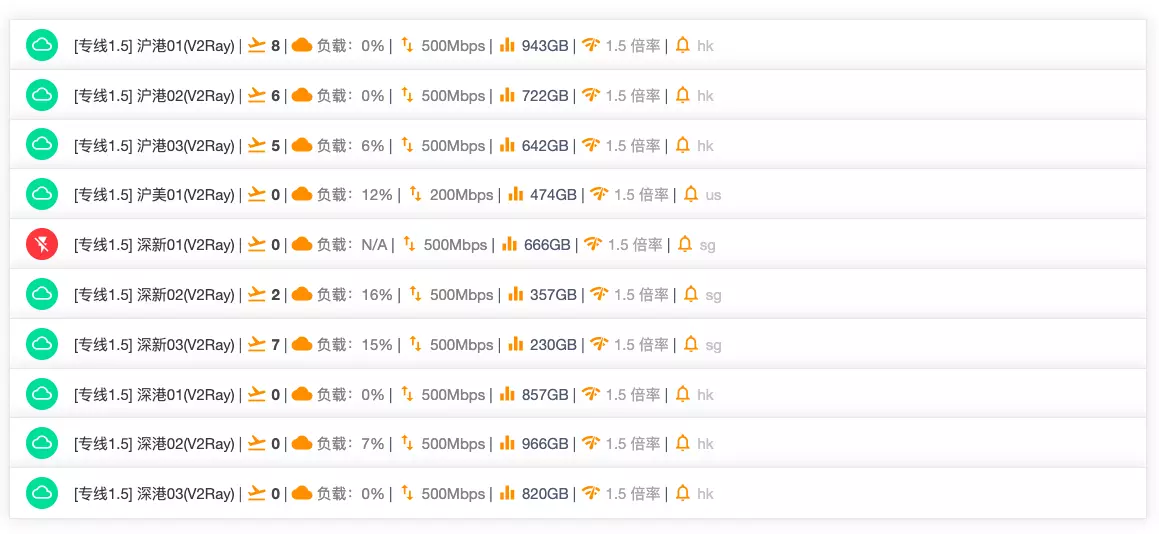 [专线1.5] 沪港01(V2Ray) | 8 | 负载：0% | 500Mbps | 943GB | 1.5 倍率 | hk
[专线1.5] 沪港02(V2Ray) | 6 | 负载：0% | 500Mbps | 722GB | 1.5 倍率 | hk
[专线1.5] 沪港03(V2Ray) | 5 | 负载：6% | 500Mbps | 642GB | 1.5 倍率 | hk
[专线1.5] 沪美01(V2Ray) | 0 | 负载：12% | 200Mbps | 474GB | 1.5 倍率 | us
[专线1.5] 深新01(V2Ray) | 0 | 负载：N/A | 500Mbps | 666GB | 1.5 倍率 | sg
[专线1.5] 深新02(V2Ray) | 2 | 负载：16% | 500Mbps | 357GB | 1.5 倍率 | sg
[专线1.5] 深新03(V2Ray) | 7 | 负载：15% | 500Mbps | 230GB | 1.5 倍率 | sg
[专线1.5] 深港01(V2Ray) | 0 | 负载：0% | 500Mbps | 857GB | 1.5 倍率 | hk
[专线1.5] 深港02(V2Ray) | 0 | 负载：7% | 500Mbps | 966GB | 1.5 倍率 | hk
[专线1.5] 深港03(V2Ray) | 0 | 负载：0% | 500Mbps | 820GB | 1.5 倍率 | hk